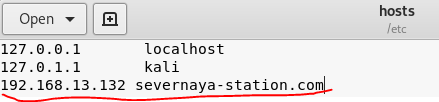 Open
hosts
/etc
127.0.0.1 localhost
127.0.1.1 kali
192.168.13.132 severnaya-station.com